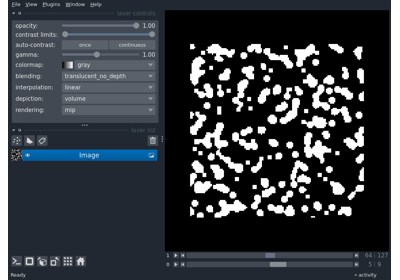 File View Plugins Window Help
layer controls
opacity: 1.00
contrast limits:
auto-contrast: once continuous
gamma: 1.00
colormap: gray
blending: translucent_no_depth
interpolation: linear
depiction: volume
rendering: mip
layer list
Image
1 64 127
0 5 9
Ready activity